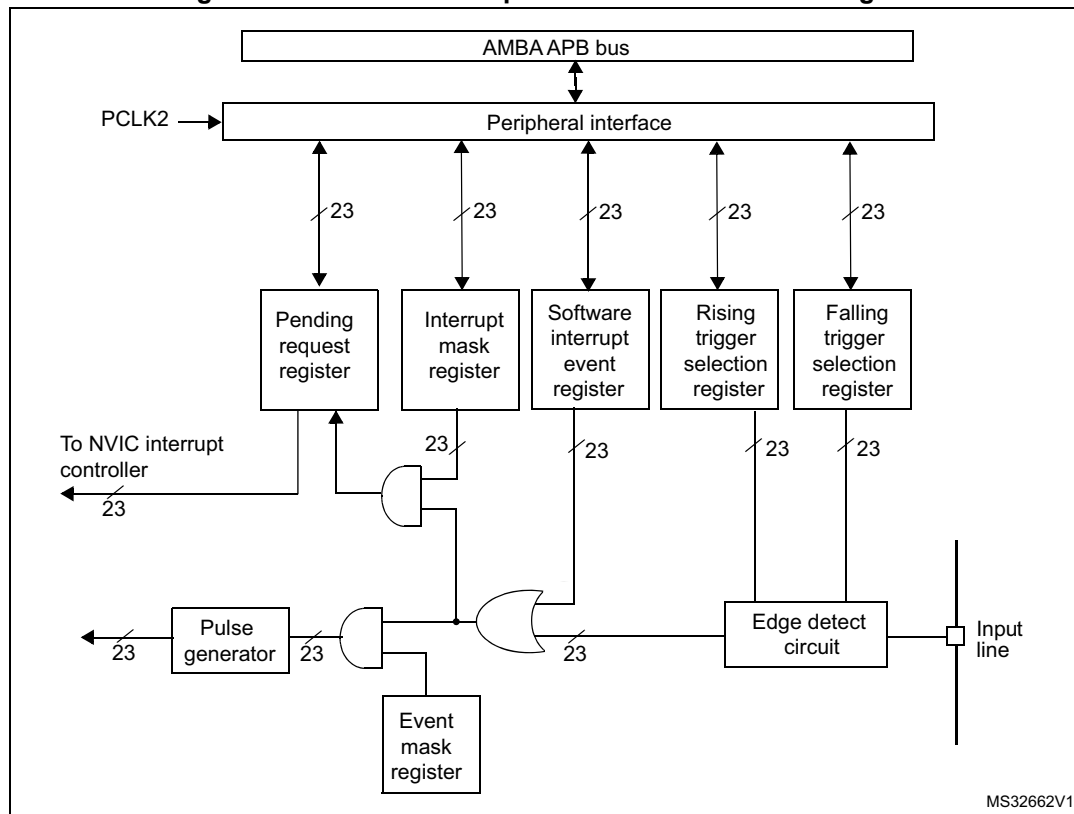 AMBA APB bus
PCLK2
Peripheral interface
23
23
23
23
23
Pending
request
register
Interrupt
mask
register
Software
interrupt
event
register
Rising
trigger
selection
register
Falling
trigger
selection
register
To NVIC interrupt
controller
23
23
23
23
23
Pulse
generator
23
23
23
Edge detect
circuit
Input
line
Event
mask
register
MS32662V1